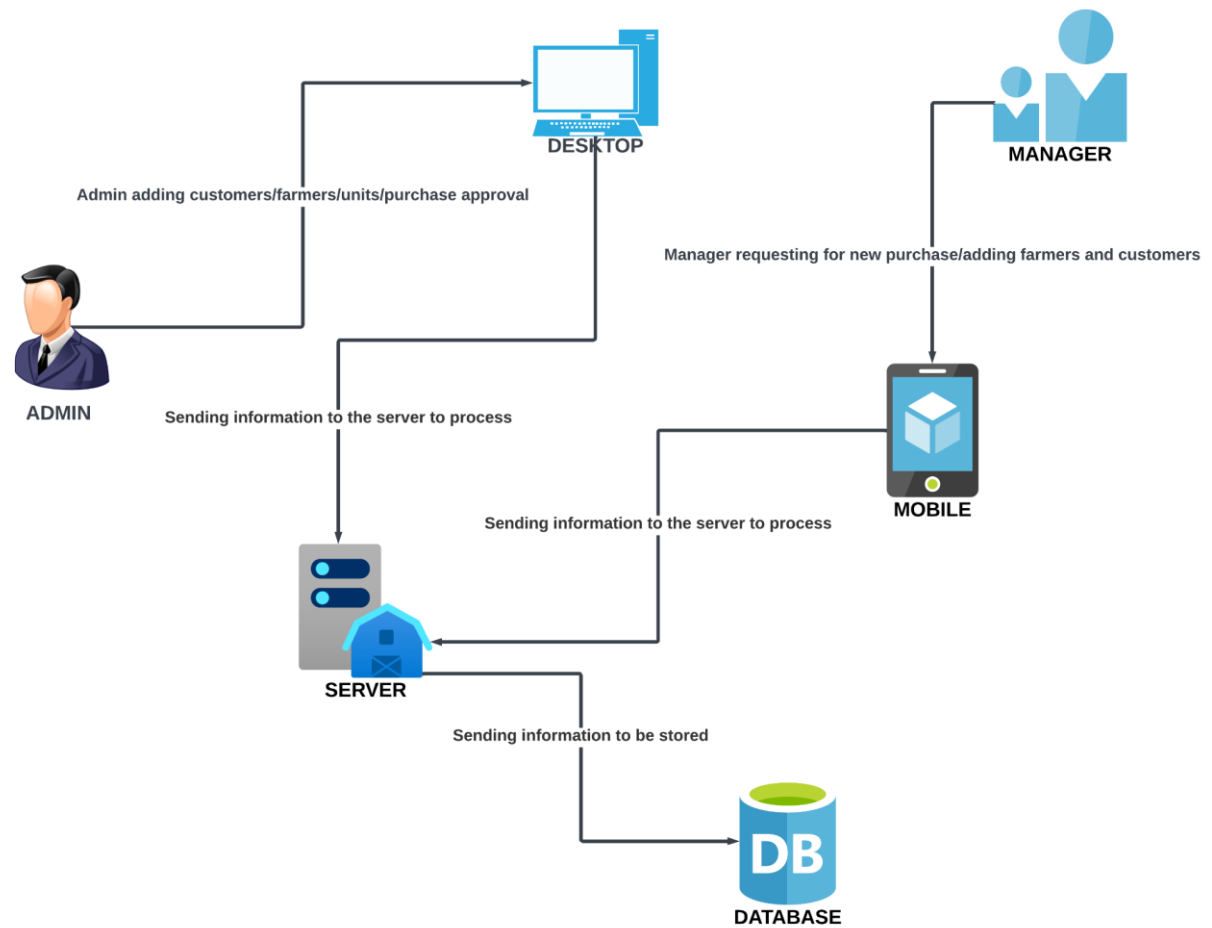 DESKTOP
MANAGER
Admin adding customers/farmers/units/purchase approval
Manager requesting for new purchase/adding farmers and customers
ADMIN
Sending information to the server to process
MOBILE
Sending information to the server to process
SERVER
Sending information to be stored
DB
DATABASE